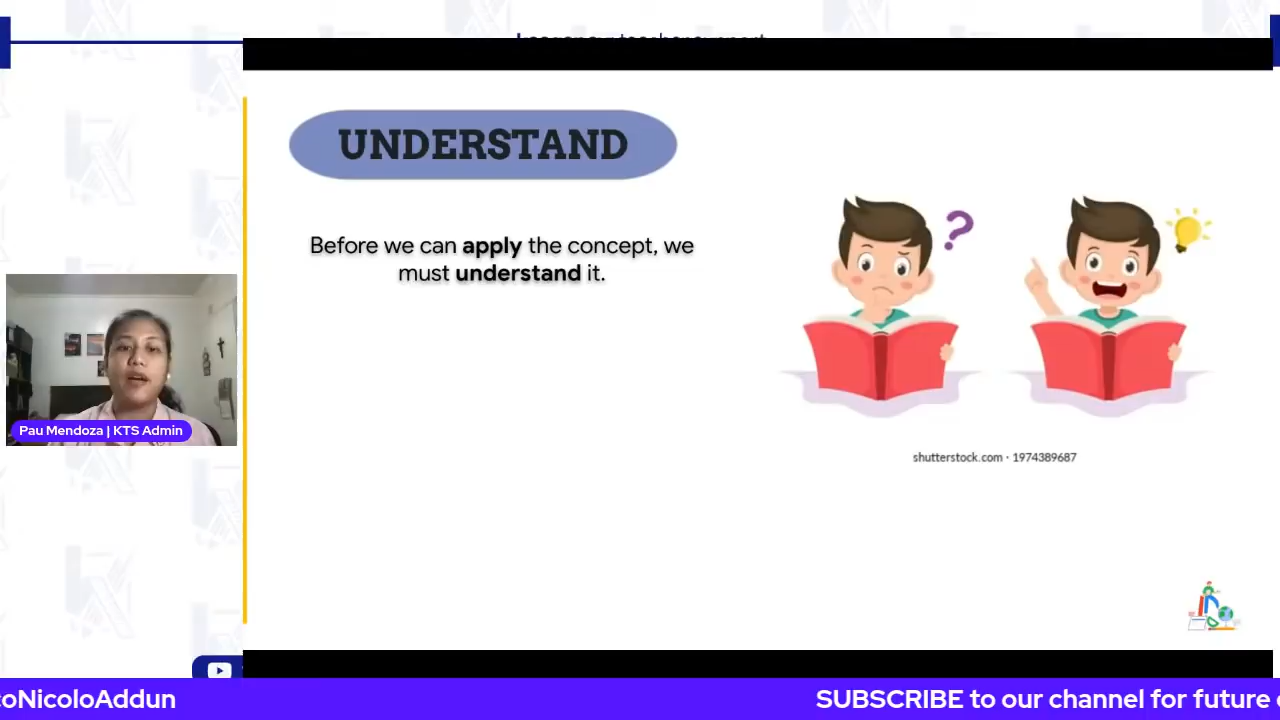 UNDERSTAND
Before we can apply the concept, we
must understand it.
?
Pau Mendoza | KTS Admin
shutterstock.com · 1974389687
oNicoloAddun
SUBSCRIBE to our channel for future